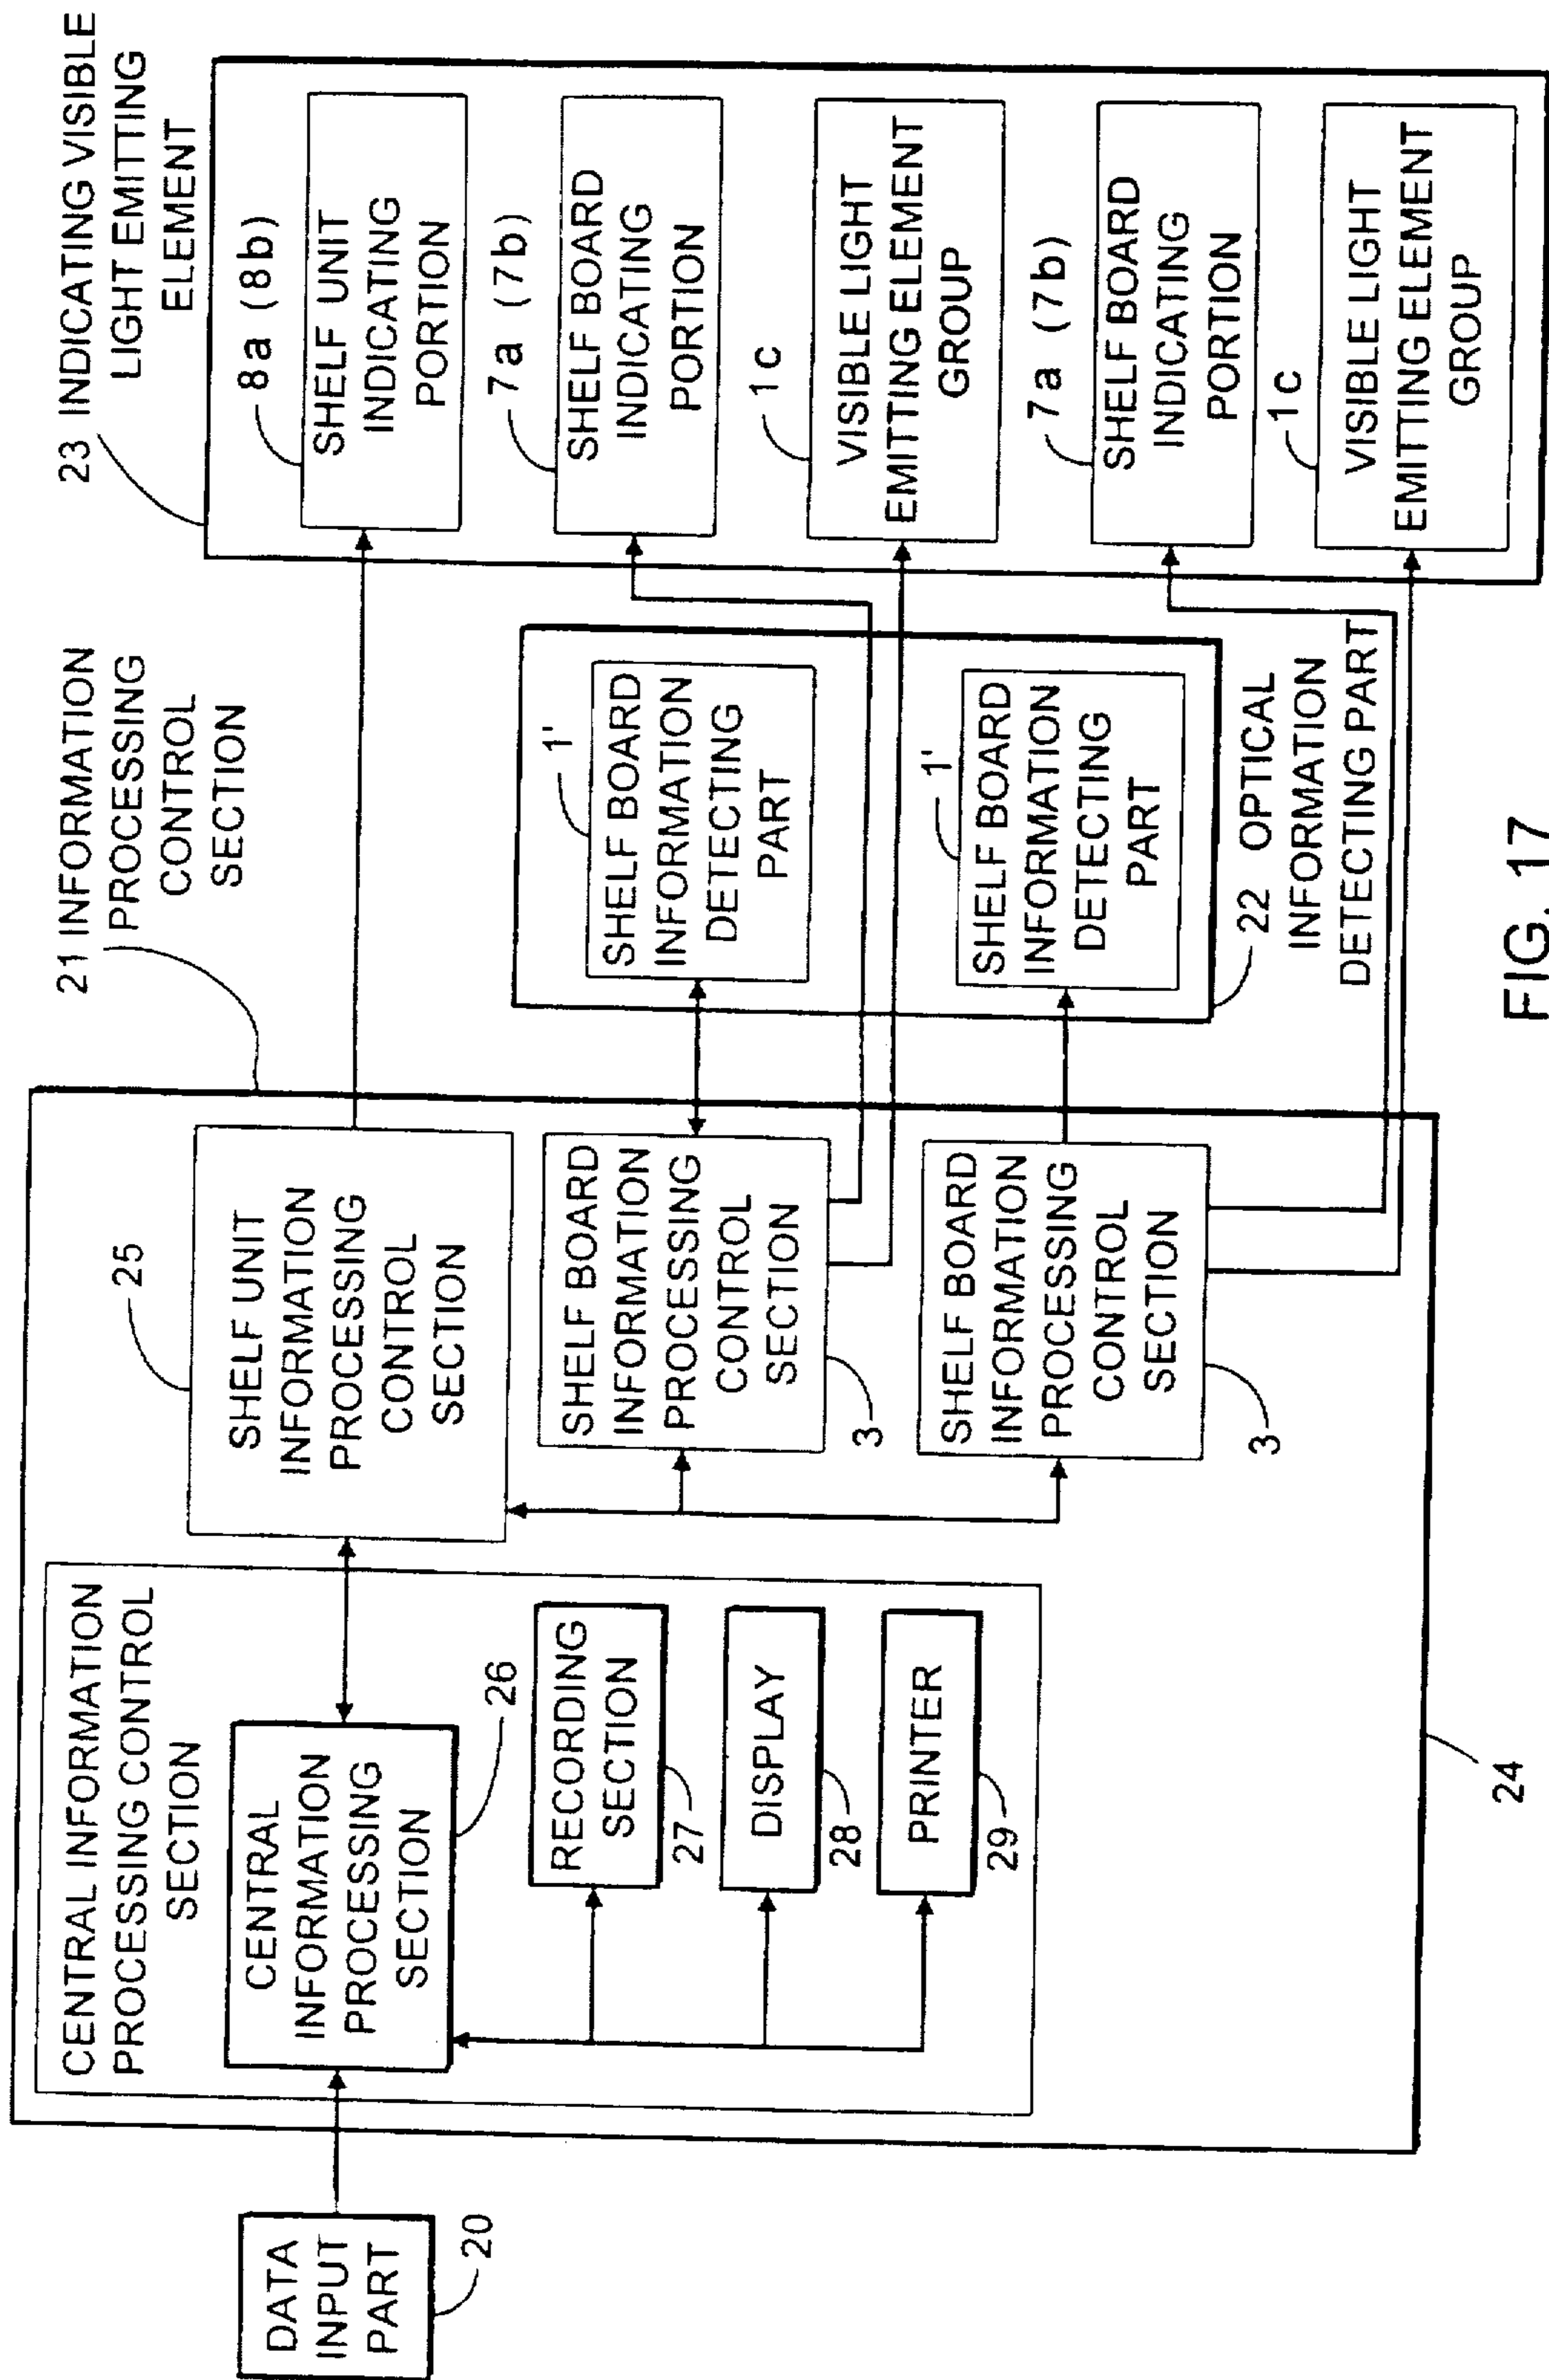 DATA
INPUT
PART
20
CENTRAL INFORMATION
PROCESSING CONTROL
SECTION
CENTRAL
INFORMATION
PROCESSING
SECTION
26
RECORDING
SECTION
27
DISPLAY
28
PRINTER
29
24
21 INFORMATION
PROCESSING
CONTROL
SECTION
25
SHELF UNIT
INFORMATION
PROCESSING
CONTROL
SECTION
SHELF BOARD
INFORMATION
PROCESSING
CONTROL
SECTION
3
SHELF BOARD
INFORMATION
PROCESSING
CONTROL
SECTION
3
1'
SHELF BOARD
INFORMATION
DETECTING
PART
1'
SHELF BOARD
INFORMATION
DETECTING
PART
22 OPTICAL
INFORMATION
DETECTING PART
23 INDICATING VISIBLE
LIGHT EMITTING
ELEMENT
8a (8b)
SHELF UNIT
INDICATING
PORTION
7a (7b)
SHELF BOARD
INDICATING
PORTION
1c
VISIBLE LIGHT
EMITTING ELEMENT
GROUP
7a (7b)
SHELF BOARD
INDICATING
PORTION
1c
VISIBLE LIGHT
EMITTING ELEMENT
GROUP
FIG. 17